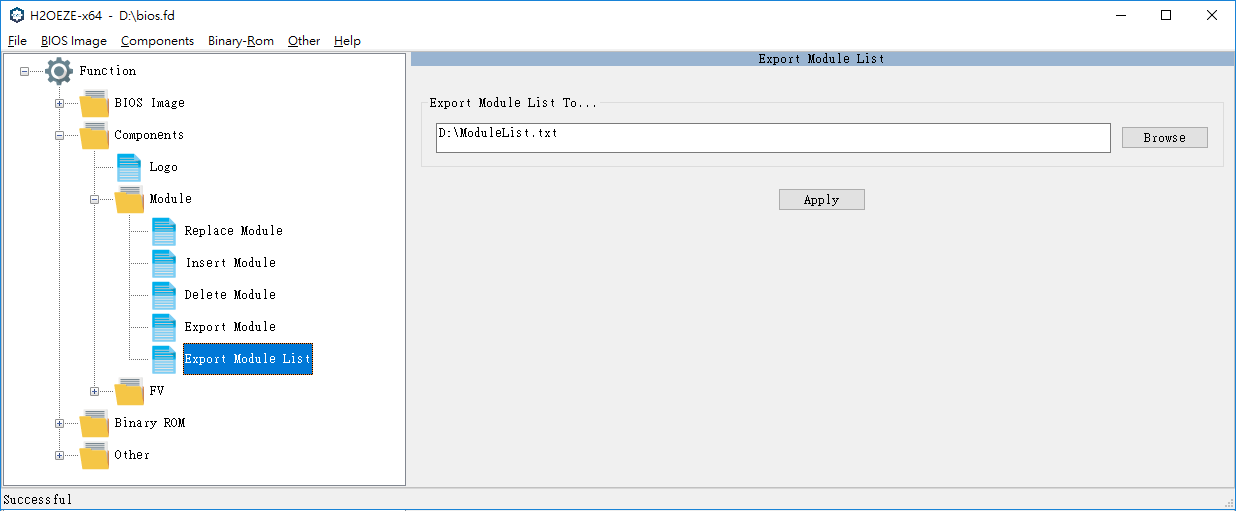 H2OEZE-x64 - D:\bios.fd
File BIOS Image Components Binary-Rom Other Help
Function
BIOS Image
Components
Logo
Module
Replace Module
Insert Module
Delete Module
Export Module
Export Module List
FV
Binary ROM
Other
Export Module List
Export Module List To...
D:\ModuleList.txt
Browse
Apply
Successful